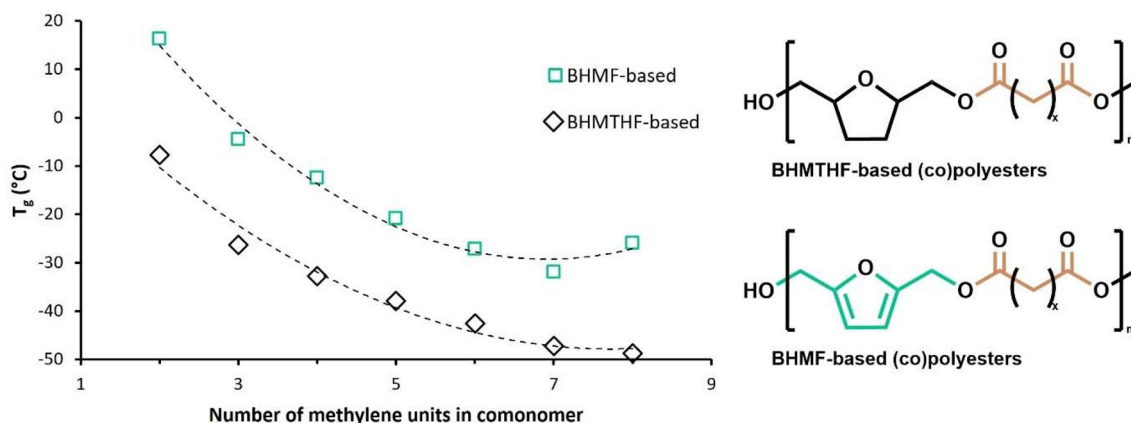 20
10
0
-10
-20
-30
-40
-50
T_g (°C)
1
3
5
7
9
Number of methylene units in comonomer
BHMF-based
BHMTHF-based
HO
O
O
O
O
O
x
BHMTHF-based (co)polyesters
HO
O
O
O
O
O
x
BHMF-based (co)polyesters